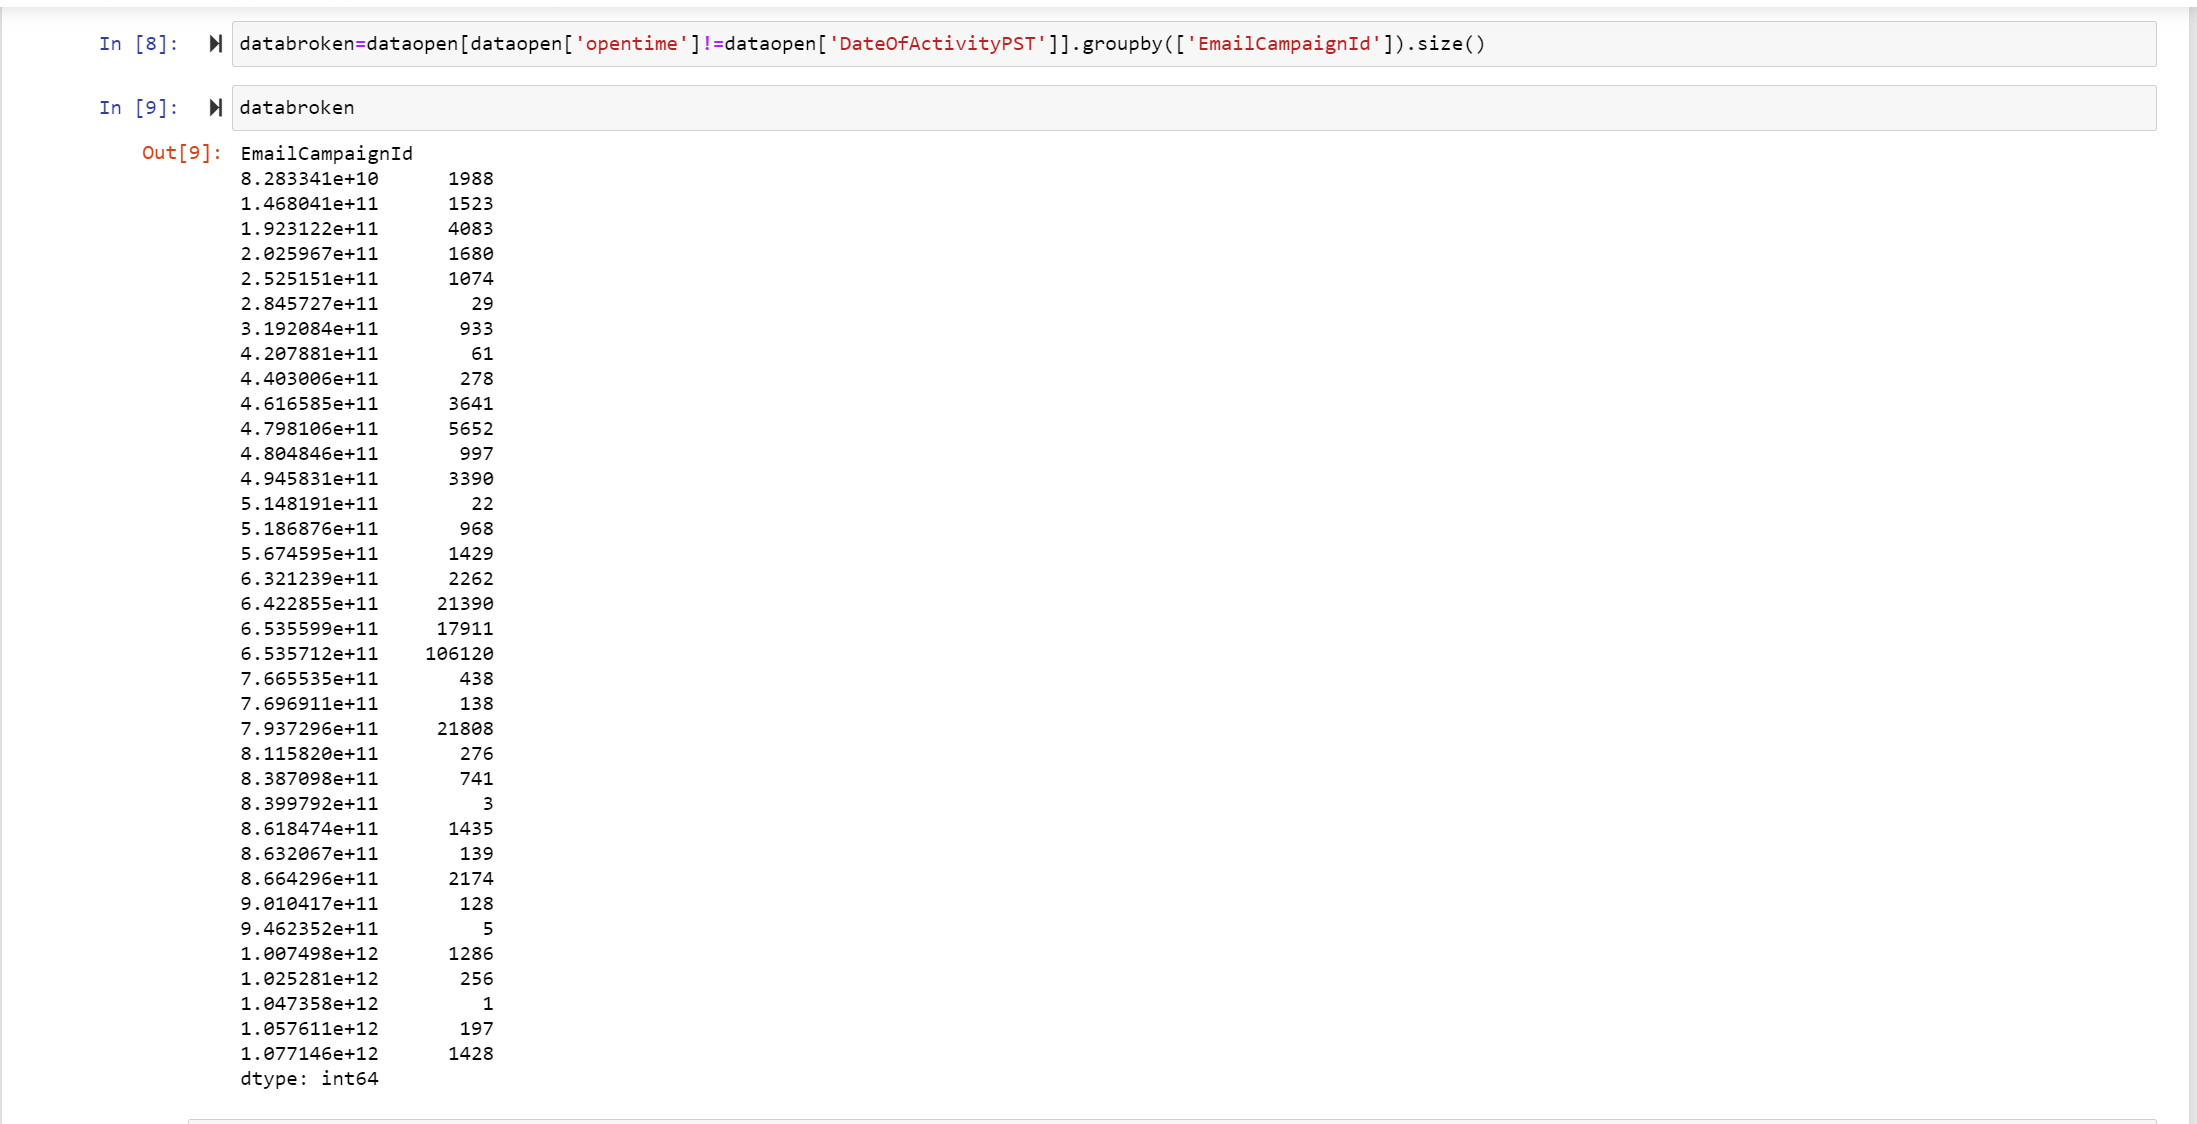 In [8]: databroken=dataopen[dataopen['opentime']!=dataopen['DateOfActivityPST']].groupby(['EmailCampaignId']).size()
In [9]: databroken
Out[9]: EmailCampaignId
8.283341e+10 1988
1.468041e+11 1523
1.923122e+11 4083
2.025967e+11 1680
2.525151e+11 1074
2.845727e+11 29
3.192084e+11 933
4.207881e+11 61
4.403006e+11 278
4.616585e+11 3641
4.798106e+11 5652
4.804846e+11 997
4.945831e+11 3390
5.148191e+11 22
5.186876e+11 968
5.674595e+11 1429
6.321239e+11 2262
6.422855e+11 21390
6.535599e+11 17911
6.535712e+11 106120
7.665535e+11 438
7.696911e+11 138
7.937296e+11 21808
8.115820e+11 276
8.387098e+11 741
8.399792e+11 3
8.618474e+11 1435
8.632067e+11 139
8.664296e+11 2174
9.010417e+11 128
9.462352e+11 5
1.007498e+12 1286
1.025281e+12 256
1.047358e+12 1
1.057611e+12 197
1.077146e+12 1428
dtype: int64